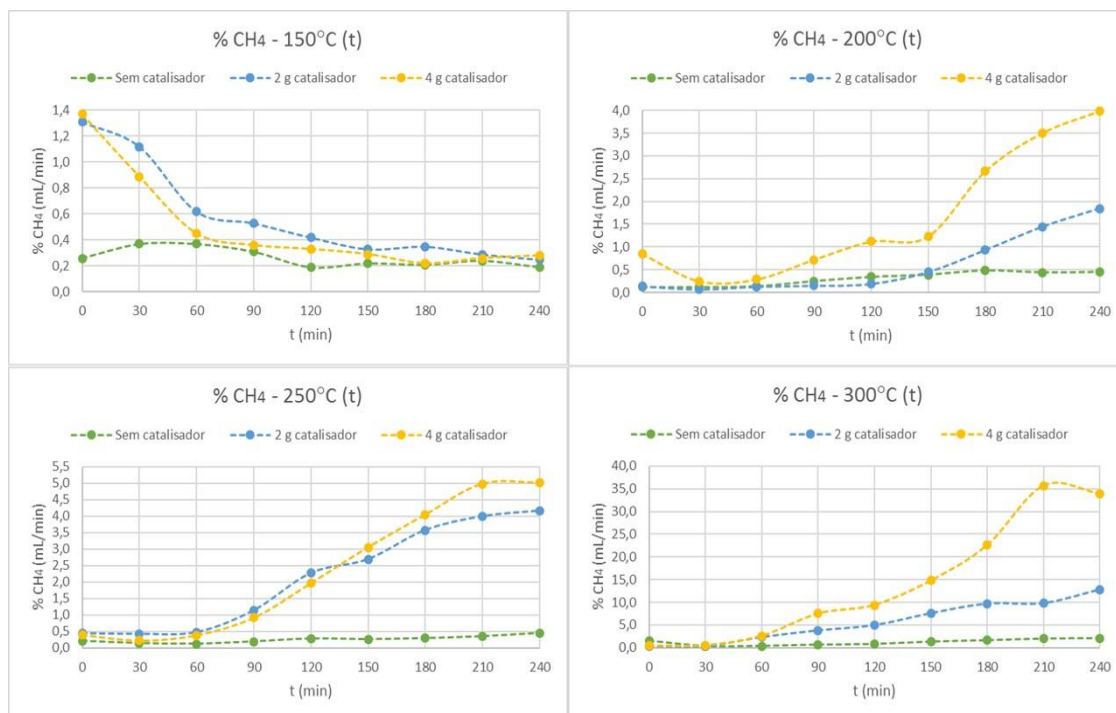 % CH4 - 150°C (t)
Sem catalisador 2 g catalisador 4 g catalisador
% CH4 (mL/min)
1,4
1,2
1,0
0,8
0,6
0,4
0,2
0,0
0 30 60 90 120 150 180 210 240
t (min)
% CH4 - 200°C (t)
Sem catalisador 2 g catalisador 4 g catalisador
% CH4 (mL/min)
4,0
3,5
3,0
2,5
2,0
1,5
1,0
0,5
0,0
0 30 60 90 120 150 180 210 240
t (min)
% CH4 - 250°C (t)
Sem catalisador 2 g catalisador 4 g catalisador
% CH4 (mL/min)
5,5
5,0
4,5
4,0
3,5
3,0
2,5
2,0
1,5
1,0
0,5
0,0
0 30 60 90 120 150 180 210 240
t (min)
% CH4 - 300°C (t)
Sem catalisador 2 g catalisador 4 g catalisador
% CH4 (mL/min)
40,0
35,0
30,0
25,0
20,0
15,0
10,0
5,0
0,0
0 30 60 90 120 150 180 210 240
t (min)